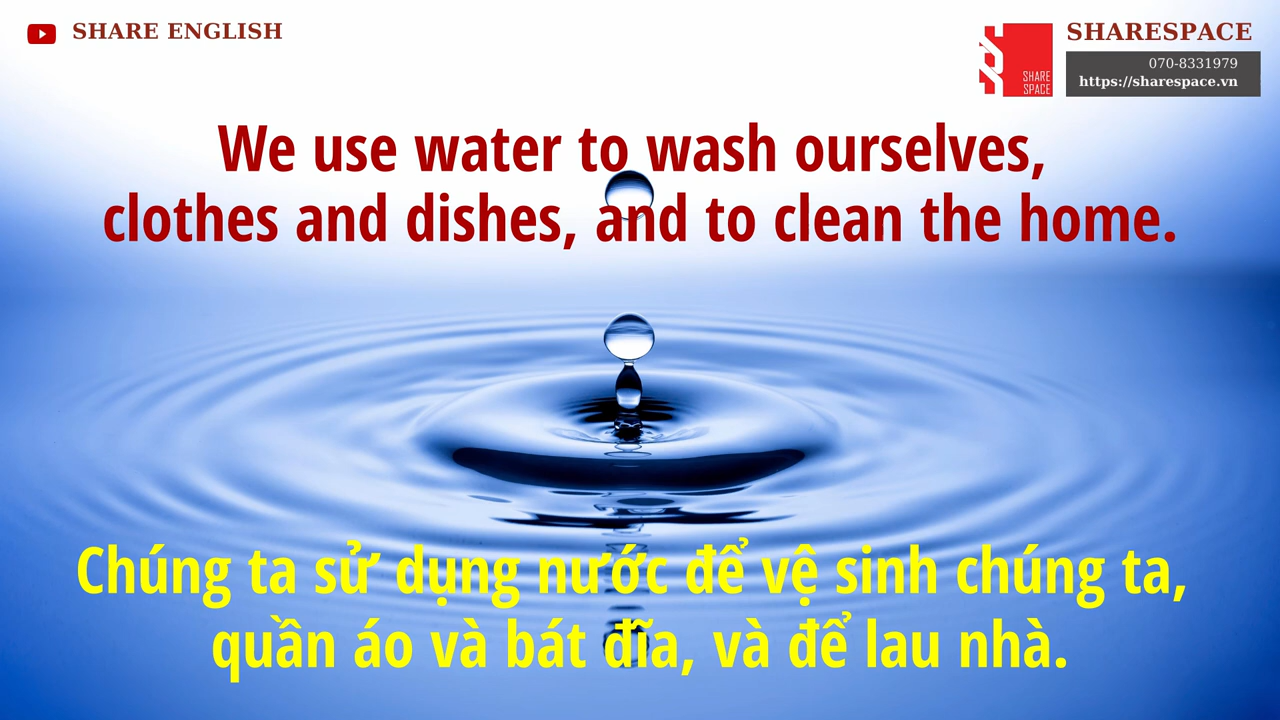 SHARE ENGLISH
SHARESPACE
070-8331979
https://sharespace.vn
SHARE
SPACE
We use water to wash ourselves,
clothes and dishes, and to clean the home.
Chúng ta sử dụng nước để vệ sinh chúng ta,
quần áo và bát đĩa, và để lau nhà.